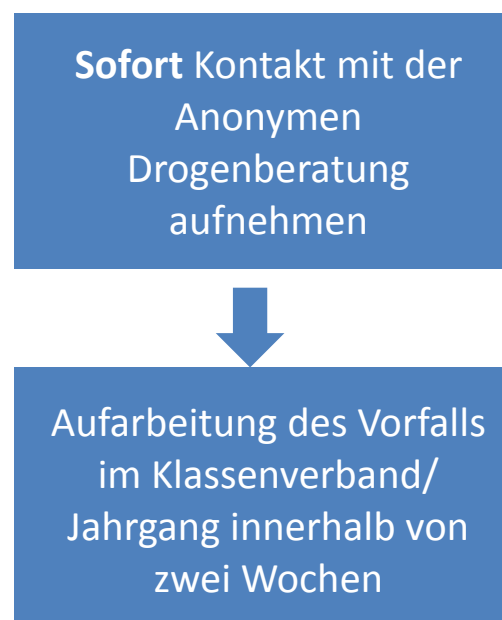 Sofort Kontakt mit der
Anonymen
Drogenberatung
aufnehmen
Aufarbeitung des Vorfalls
im Klassenverband/
Jahrgang innerhalb von
zwei Wochen